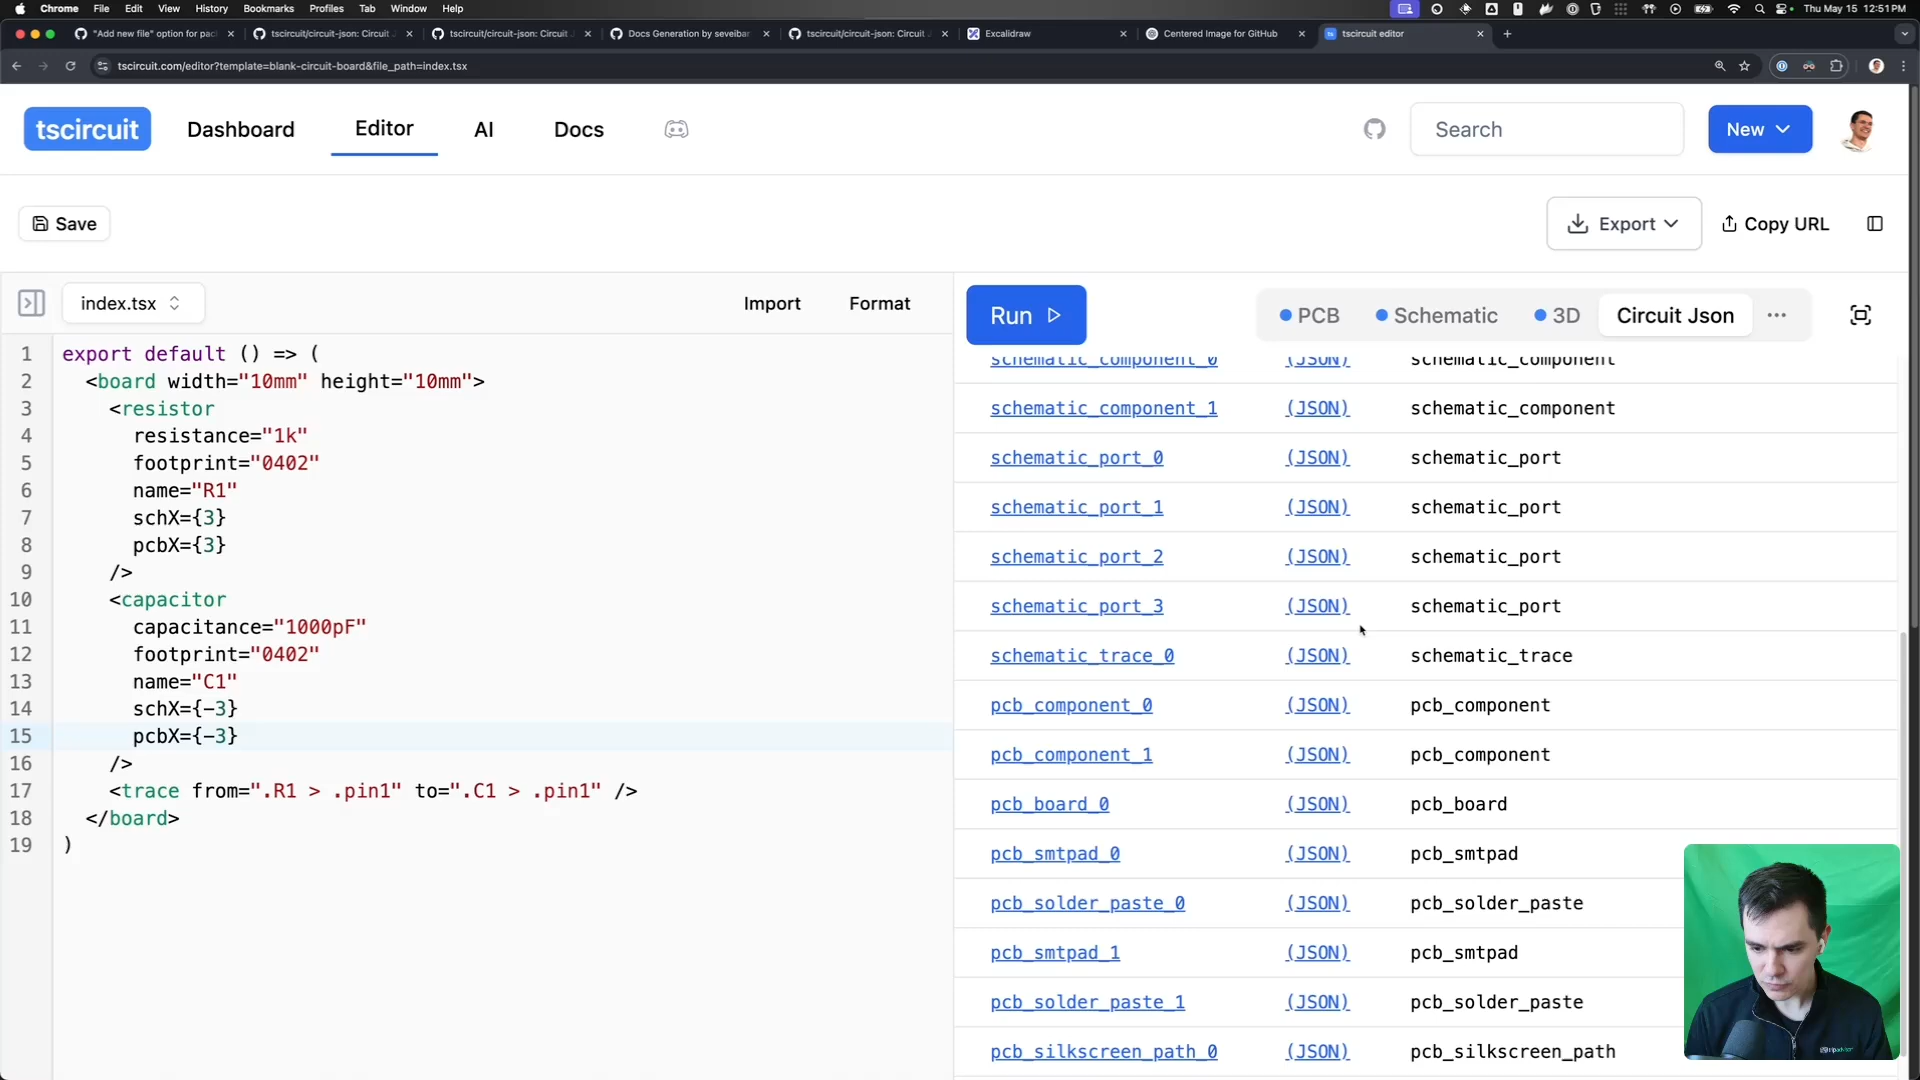 Chrome File Edit View History Bookmarks Profiles Tab Window Help
Thu May 15 12:51 PM
"Add new file" option for pac
tscircuit/circuit-json: Circuit J
tscircuit/circuit-json: Circuit J
Docs Generation by seveibar
tscircuit/circuit-json: Circuit J
Excalidraw
Centered Image for GitHub
tscircuit editor
tscircuit.com/editor?template=blank-circuit-board&file_path=index.tsx
tscircuit
Dashboard
Editor
AI
Docs
Search
New
Save
Export
Copy URL
index.tsx
Import
Format
Run
PCB
Schematic
3D
Circuit Json
1 export default () => (
2 <board width="10mm" height="10mm">
3 <resistor
4 resistance="1k"
5 footprint="0402"
6 name="R1"
7 schX={3}
8 pcbX={3}
9 />
10 <capacitor
11 capacitance="1000pF"
12 footprint="0402"
13 name="C1"
14 schX={-3}
15 pcbX={-3}
16 />
17 <trace from=".R1 > .pin1" to=".C1 > .pin1" />
18 </board>
19 )
schematic_component_0 (JSON) schematic_component
schematic_component_1 (JSON) schematic_component
schematic_port_0 (JSON) schematic_port
schematic_port_1 (JSON) schematic_port
schematic_port_2 (JSON) schematic_port
schematic_port_3 (JSON) schematic_port
schematic_trace_0 (JSON) schematic_trace
pcb_component_0 (JSON) pcb_component
pcb_component_1 (JSON) pcb_component
pcb_board_0 (JSON) pcb_board
pcb_smtpad_0 (JSON) pcb_smtpad
pcb_solder_paste_0 (JSON) pcb_solder_paste
pcb_smtpad_1 (JSON) pcb_smtpad
pcb_solder_paste_1 (JSON) pcb_solder_paste
pcb_silkscreen_path_0 (JSON) pcb_silkscreen_path